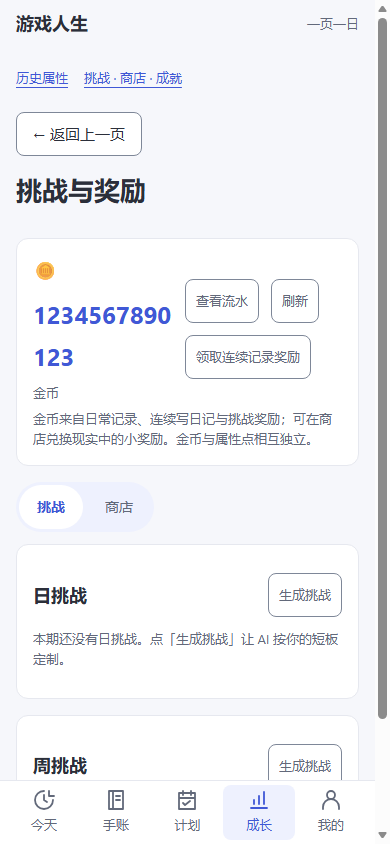 游戏人生
一页一日
历史属性 挑战 · 商店 · 成就
← 返回上一页
挑战与奖励
1234567890
123
金币
查看流水 刷新
领取连续记录奖励
金币来自日常记录、连续写日记与挑战奖励；可在商
店兑换现实中的小奖励。金币与属性点相互独立。
挑战 商店
日挑战 生成挑战
本期还没有日挑战。点「生成挑战」让 AI 按你的短板
定制。
周挑战 生成挑战
今天 手账 计划 成长 我的